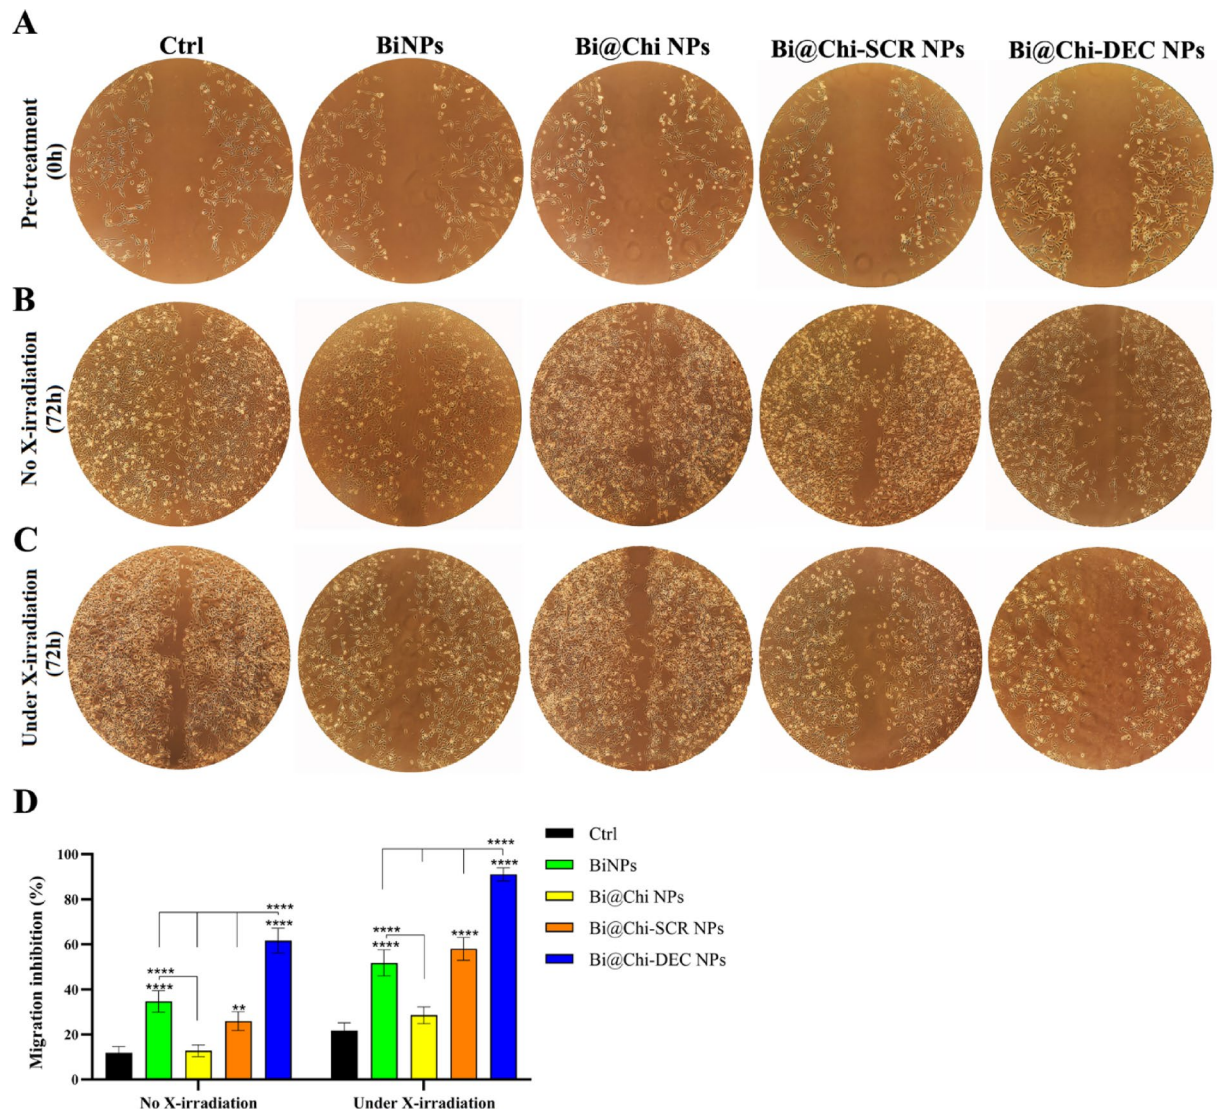 A
Ctrl
BiNPs
Bi@Chi NPs
Bi@Chi-SCR NPs
Bi@Chi-DEC NPs
Pre-treatment
(0h)
B
No X-irradiation
(72h)
C
Under X-irradiation
(72h)
D
Migration inhibition (%)
100
80
60
40
20
0
****
****
**
****
****
****
****
****
****
****
No X-irradiation
Under X-irradiation
Ctrl
BiNPs
Bi@Chi NPs
Bi@Chi-SCR NPs
Bi@Chi-DEC NPs